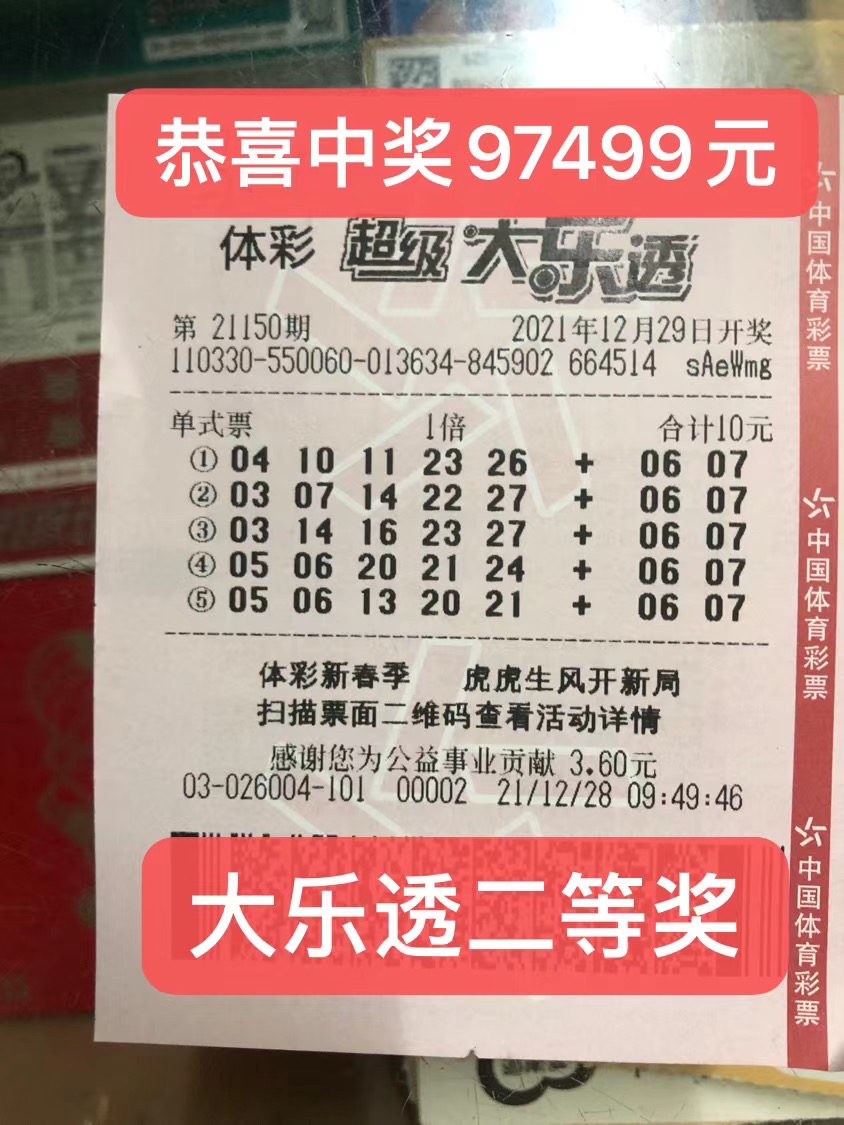 恭喜中奖97499元
体彩 超级大乐透
第 21150期 2021年12月29日开奖
110330-550060-013634-845902 664514 sAeWmg
单式票 1倍 合计10元
① 04 10 11 23 26 + 06 07
② 03 07 14 22 27 + 06 07
③ 03 14 16 23 27 + 06 07
④ 05 06 20 21 24 + 06 07
⑤ 05 06 13 20 21 + 06 07
体彩新春季 虎虎生风开新局
扫描票面二维码查看活动详情
感谢您为公益事业贡献 3.60元
03-026004-101 00002 21/12/28 09:49:46
大乐透二等奖
中国体育彩票
中国体育彩票
中国体育彩票